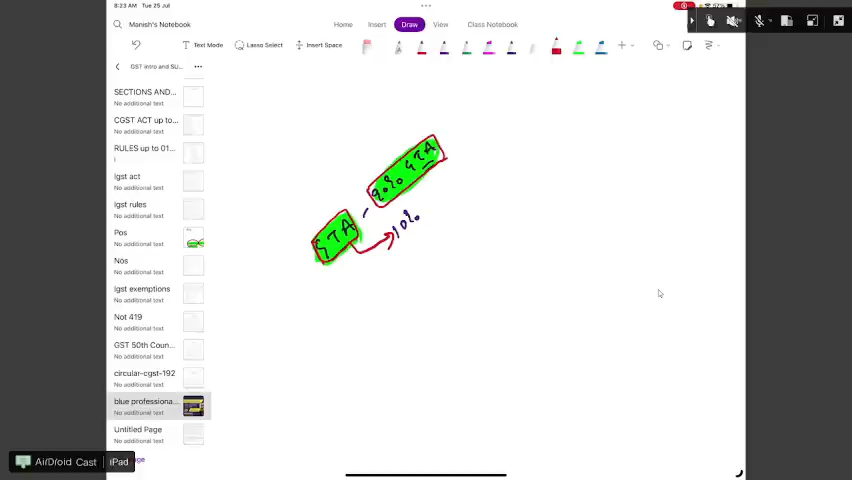 8:23 AM Tue 25 Jul
57%
Manish's Notebook
Home
Insert
Draw
View
Class Notebook
Text Mode
Lasso Select
Insert Space
GST intro and SU...
SECTIONS AND...
No additional text
CGST ACT up to...
No additional text
RULES up to 01...
Igst act
No additional text
Igst rules
No additional text
Pos
No additional text
Nos
No additional text
Igst exemptions
No additional text
Not 419
No additional text
GST 50th Coun...
No additional text
circular-cgst-192
No additional text
blue professiona...
No additional text
Untitled Page
No additional text
90% GTA
GTA
10%
AirDroid Cast
iPad